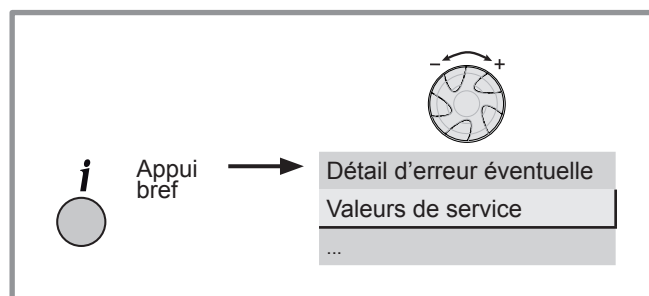 - +
i
Appui
bref
Détail d’erreur éventuelle
Valeurs de service
...